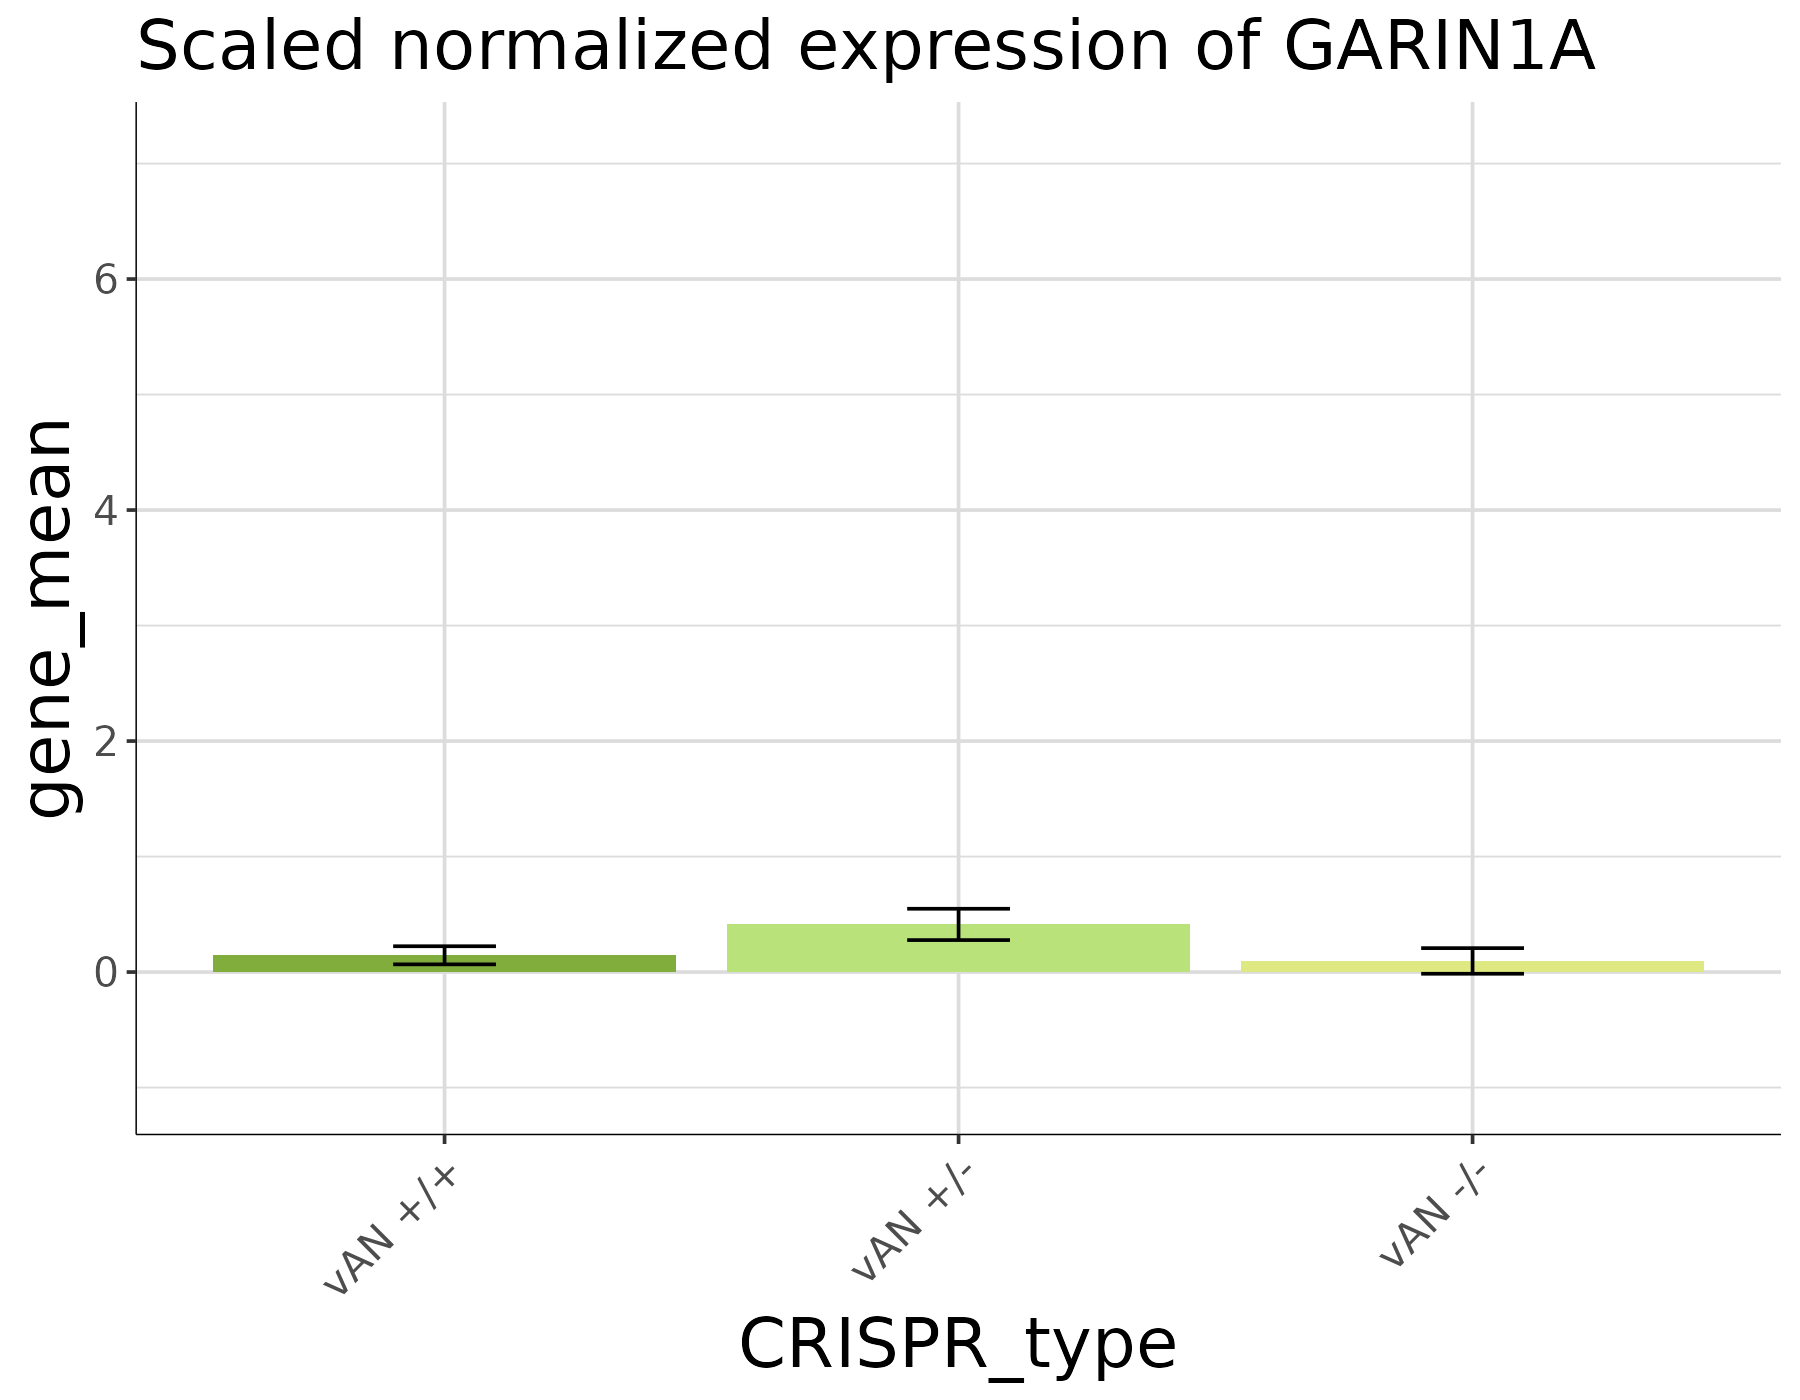 Scaled normalized expression of GARIN1A
gene_mean
6
4
2
0
vAN +/+
vAN +/-
vAN -/-
CRISPR_type